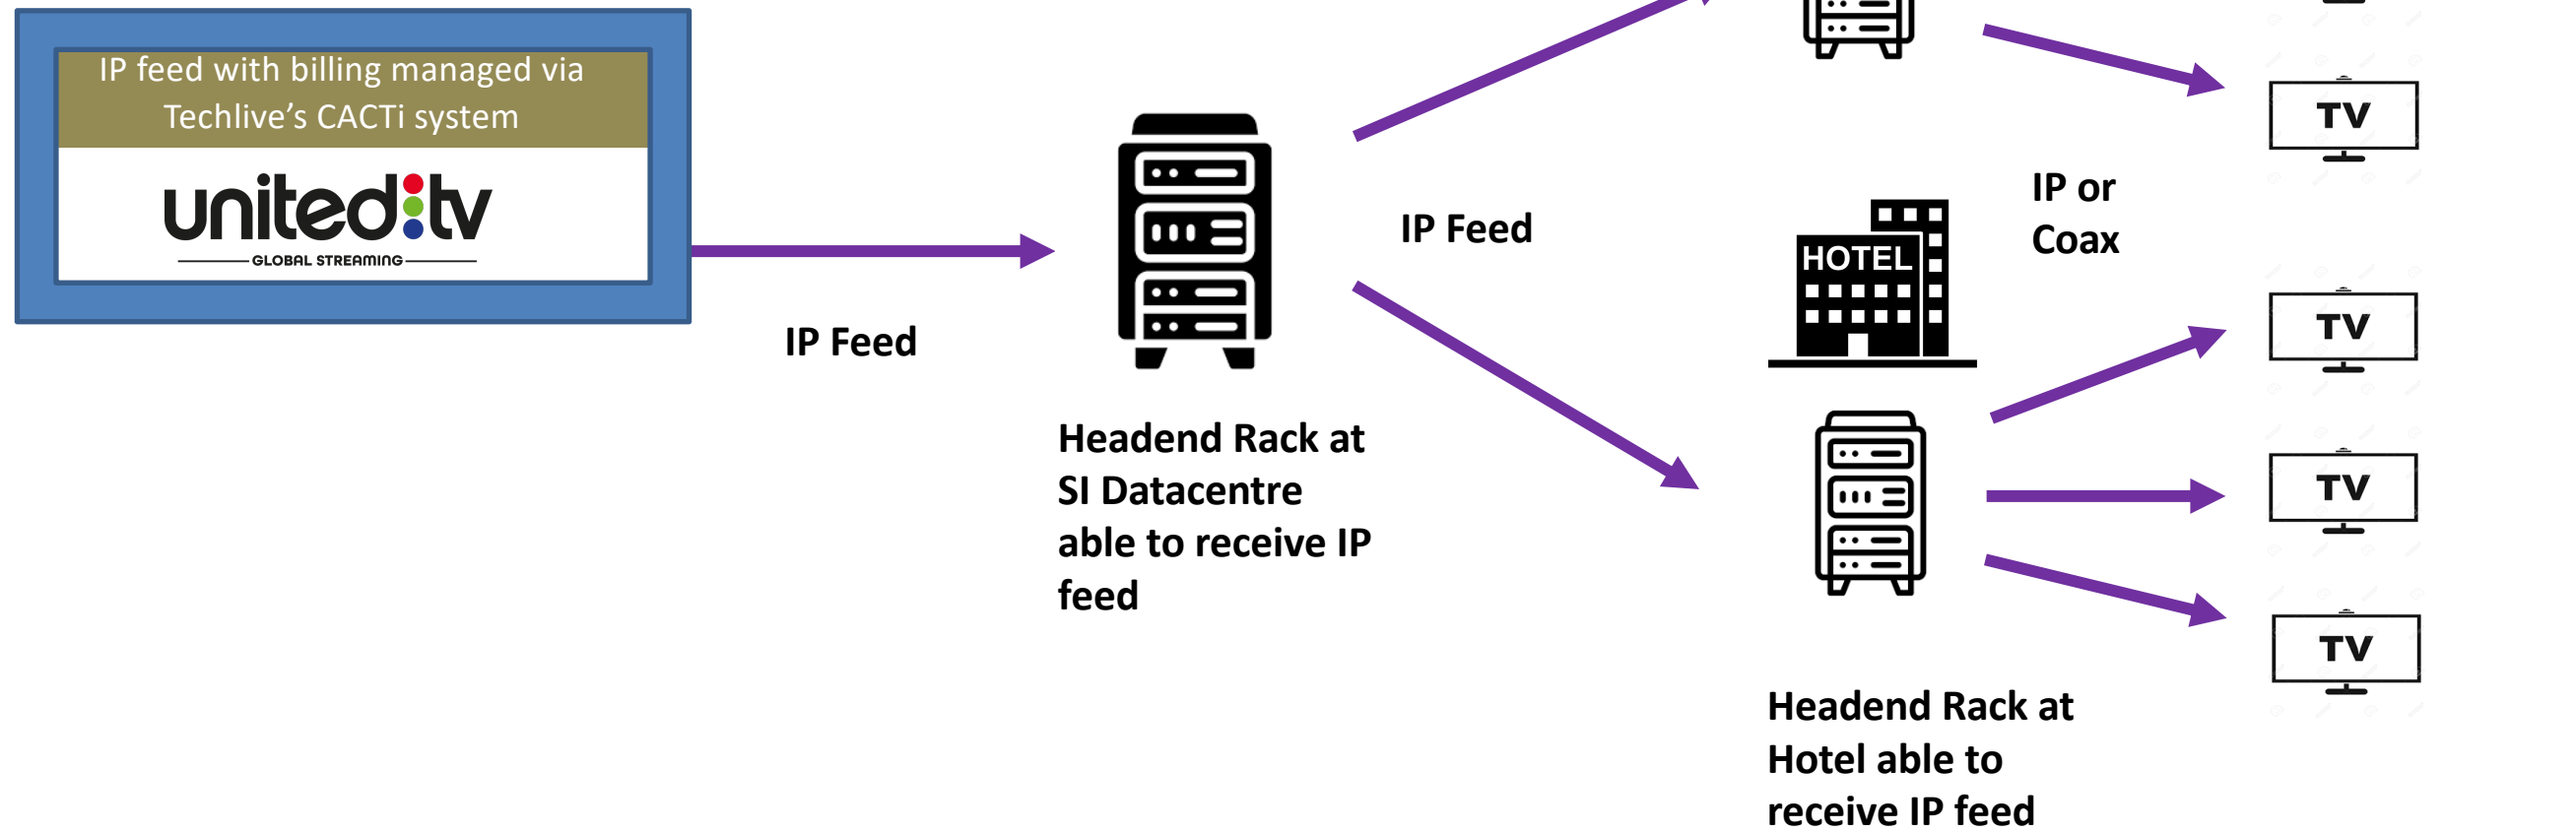 IP feed with billing managed via
Techlive's CACTi system
united:tv
GLOBAL STREAMING
IP Feed
Headend Rack at
SI Datacentre
able to receive IP
feed
IP Feed
HOTEL
IP or
Coax
Headend Rack at
Hotel able to
receive IP feed
TV
TV
TV
TV